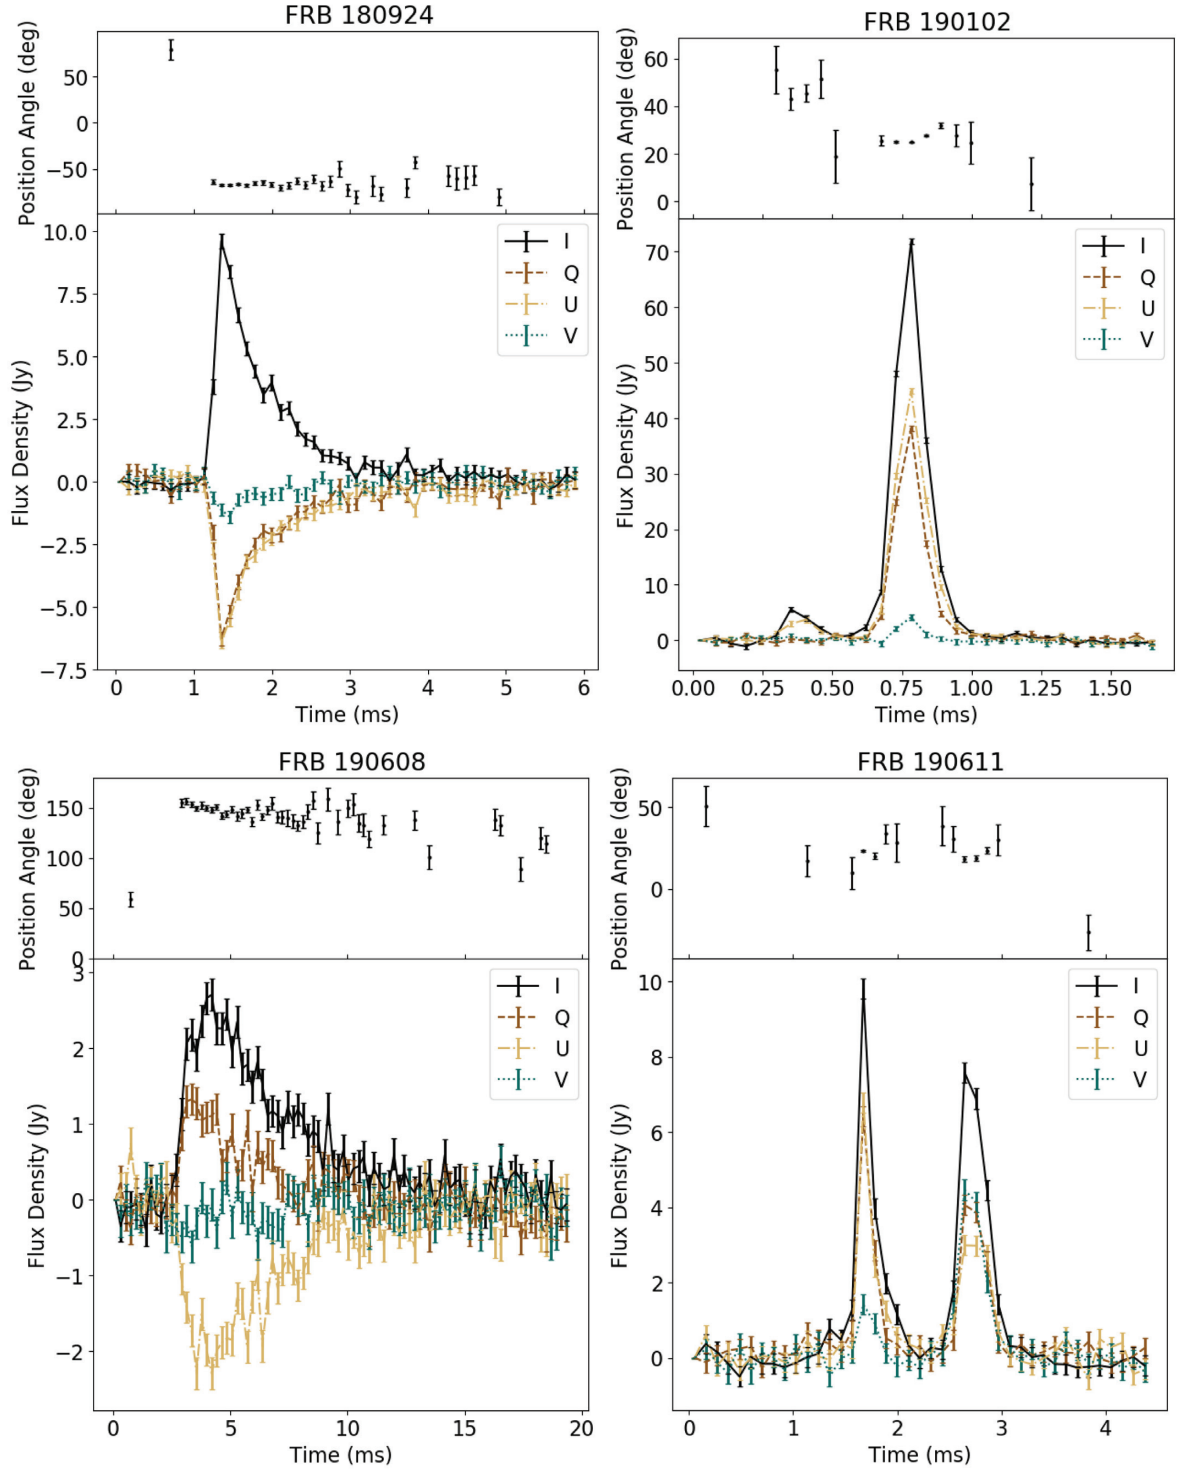 FRB 180924
Position Angle (deg)
50
0
−50
Flux Density (Jy)
10.0
7.5
5.0
2.5
0.0
−2.5
−5.0
−7.5
I
Q
U
V
0 1 2 3 4 5 6
Time (ms)
FRB 190102
Position Angle (deg)
60
40
20
0
Flux Density (Jy)
70
60
50
40
30
20
10
0
I
Q
U
V
0.00 0.25 0.50 0.75 1.00 1.25 1.50
Time (ms)
FRB 190608
Position Angle (deg)
150
100
50
0
Flux Density (Jy)
3
2
1
0
−1
−2
I
Q
U
V
0 5 10 15 20
Time (ms)
FRB 190611
Position Angle (deg)
50
0
Flux Density (Jy)
10
8
6
4
2
0
I
Q
U
V
0 1 2 3 4
Time (ms)